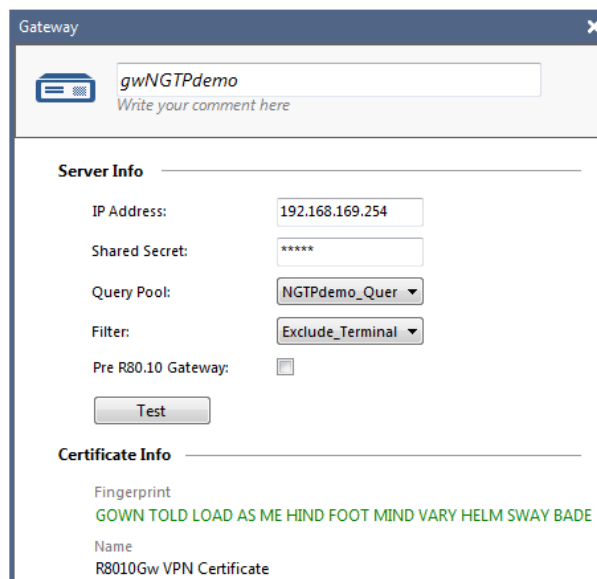 Gateway
gwNGTPdemo
Write your comment here
Server Info
IP Address: 192.168.169.254
Shared Secret: *****
Query Pool: NGTPdemo_Quer
Filter: Exclude_Terminal
Pre R80.10 Gateway:
Test
Certificate Info
Fingerprint
GOWN TOLD LOAD AS ME HIND FOOT MIND VARY HELM SWAY BADE
Name
R8010Gw VPN Certificate